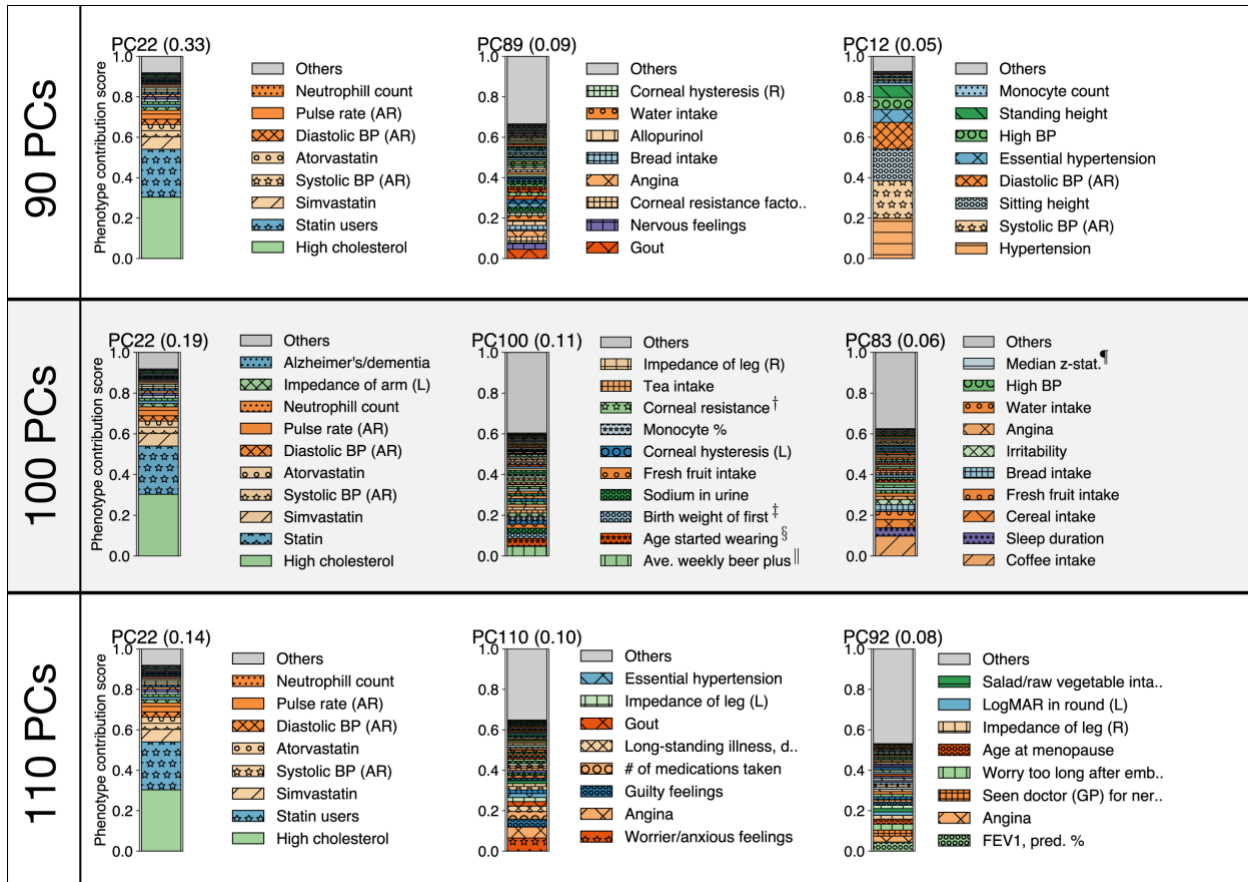 90 PCs
PC22 (0.33)
Phenotype contribution score
1.0
0.8
0.6
0.4
0.2
0.0
Others
Neutrophill count
Pulse rate (AR)
Diastolic BP (AR)
Atorvastatin
Systolic BP (AR)
Simvastatin
Statin users
High cholesterol
PC89 (0.09)
1.0
0.8
0.6
0.4
0.2
0.0
Others
Corneal hysteresis (R)
Water intake
Allopurinol
Bread intake
Angina
Corneal resistance facto..
Nervous feelings
Gout
PC12 (0.05)
1.0
0.8
0.6
0.4
0.2
0.0
Others
Monocyte count
Standing height
High BP
Essential hypertension
Diastolic BP (AR)
Sitting height
Systolic BP (AR)
Hypertension
100 PCs
PC22 (0.19)
Phenotype contribution score
1.0
0.8
0.6
0.4
0.2
0.0
Others
Alzheimer's/dementia
Impedance of arm (L)
Neutrophill count
Pulse rate (AR)
Diastolic BP (AR)
Atorvastatin
Systolic BP (AR)
Simvastatin
Statin
High cholesterol
PC100 (0.11)
1.0
0.8
0.6
0.4
0.2
0.0
Others
Impedance of leg (R)
Tea intake
Corneal resistance†
Monocyte %
Corneal hysteresis (L)
Fresh fruit intake
Sodium in urine
Birth weight of first‡
Age started wearing§
Ave. weekly beer plus‖
PC83 (0.06)
1.0
0.8
0.6
0.4
0.2
0.0
Others
Median z-stat.¶
High BP
Water intake
Angina
Irritability
Bread intake
Fresh fruit intake
Cereal intake
Sleep duration
Coffee intake
110 PCs
PC22 (0.14)
Phenotype contribution score
1.0
0.8
0.6
0.4
0.2
0.0
Others
Neutrophill count
Pulse rate (AR)
Diastolic BP (AR)
Atorvastatin
Systolic BP (AR)
Simvastatin
Statin users
High cholesterol
PC110 (0.10)
1.0
0.8
0.6
0.4
0.2
0.0
Others
Essential hypertension
Impedance of leg (L)
Gout
Long-standing illness, d..
# of medications taken
Guilty feelings
Angina
Worrier/anxious feelings
PC92 (0.08)
1.0
0.8
0.6
0.4
0.2
0.0
Others
Salad/raw vegetable inta..
LogMAR in round (L)
Impedance of leg (R)
Age at menopause
Worry too long after emb..
Seen doctor (GP) for ner..
Angina
FEV1, pred. %